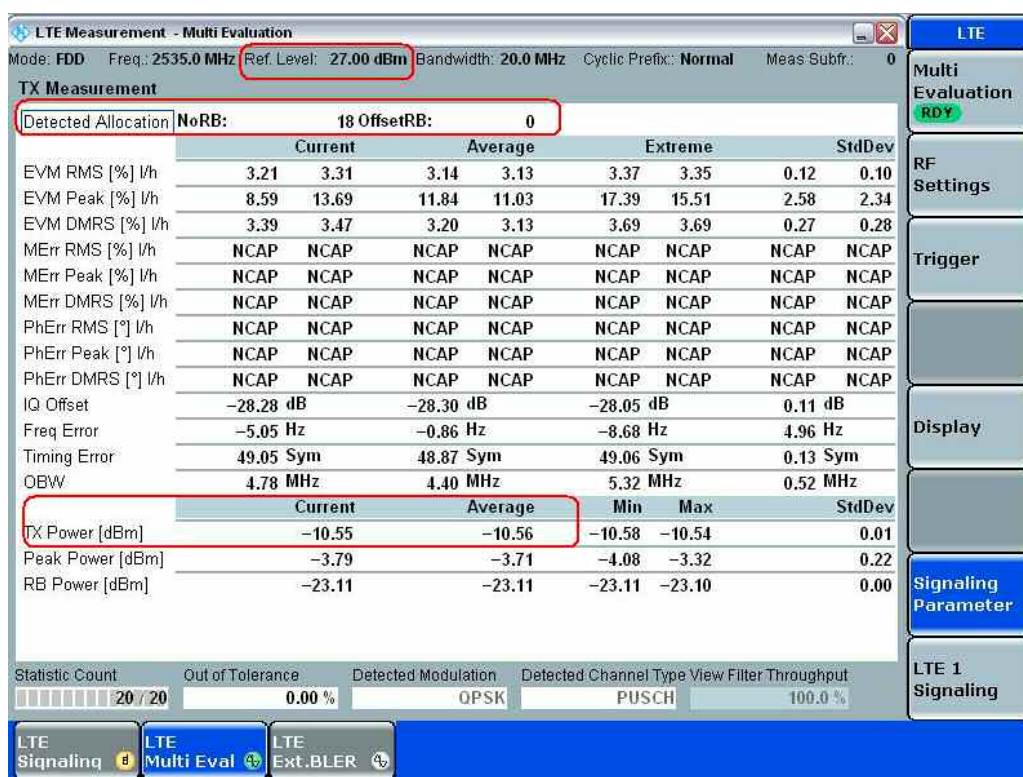 LTE Measurement - Multi Evaluation
LTE
Mode: FDD Freq.: 2535.0 MHz Ref. Level: 27.00 dBm Bandwidth: 20.0 MHz Cyclic Prefix.: Normal Meas Subfr.: 0
TX Measurement
Detected Allocation NoRB: 18 OffsetRB: 0
Current Average Extreme StdDev
EVM RMS [%] l/h 3.21 3.31 3.14 3.13 3.37 3.35 0.12 0.10
EVM Peak [%] l/h 8.59 13.69 11.84 11.03 17.39 15.51 2.58 2.34
EVM DMRS [%] l/h 3.39 3.47 3.20 3.13 3.69 3.69 0.27 0.28
MErr RMS [%] l/h NCAP NCAP NCAP NCAP NCAP NCAP NCAP NCAP
MErr Peak [%] l/h NCAP NCAP NCAP NCAP NCAP NCAP NCAP NCAP
MErr DMRS [%] l/h NCAP NCAP NCAP NCAP NCAP NCAP NCAP NCAP
PhErr RMS [°] l/h NCAP NCAP NCAP NCAP NCAP NCAP NCAP NCAP
PhErr Peak [°] l/h NCAP NCAP NCAP NCAP NCAP NCAP NCAP NCAP
PhErr DMRS [°] l/h NCAP NCAP NCAP NCAP NCAP NCAP NCAP NCAP
IQ Offset −28.28 dB −28.30 dB −28.05 dB 0.11 dB
Freq Error −5.05 Hz −0.86 Hz −8.68 Hz 4.96 Hz
Timing Error 49.05 Sym 48.87 Sym 49.06 Sym 0.13 Sym
OBW 4.78 MHz 4.40 MHz 5.32 MHz 0.52 MHz
Current Average Min Max StdDev
TX Power [dBm] −10.55 −10.56 −10.58 −10.54 0.01
Peak Power [dBm] −3.79 −3.71 −4.08 −3.32 0.22
RB Power [dBm] −23.11 −23.11 −23.11 −23.10 0.00
Statistic Count Out of Tolerance Detected Modulation Detected Channel Type View Filter Throughput
20 / 20 0.00 % QPSK PUSCH 100.0 %
Multi
Evaluation
RDY
RF
Settings
Trigger
Display
Signaling
Parameter
LTE 1
Signaling
LTE
Signaling
LTE
Multi Eval
LTE
Ext.BLER